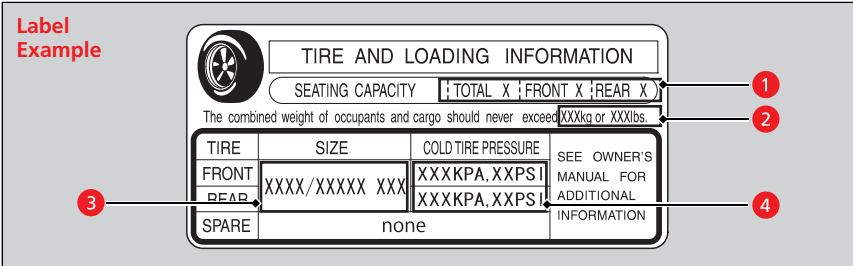 Label
Example
TIRE AND LOADING INFORMATION
SEATING CAPACITY TOTAL X FRONT X REAR X
1
The combined weight of occupants and cargo should never exceed XXXkg or XXXlbs.
2
TIRE SIZE COLD TIRE PRESSURE
SEE OWNER'S
MANUAL FOR
ADDITIONAL
INFORMATION
FRONT XXXKPA,XXPSI
XXXX/XXXXX XXX
REAR XXXKPA,XXPSI
3
4
SPARE none